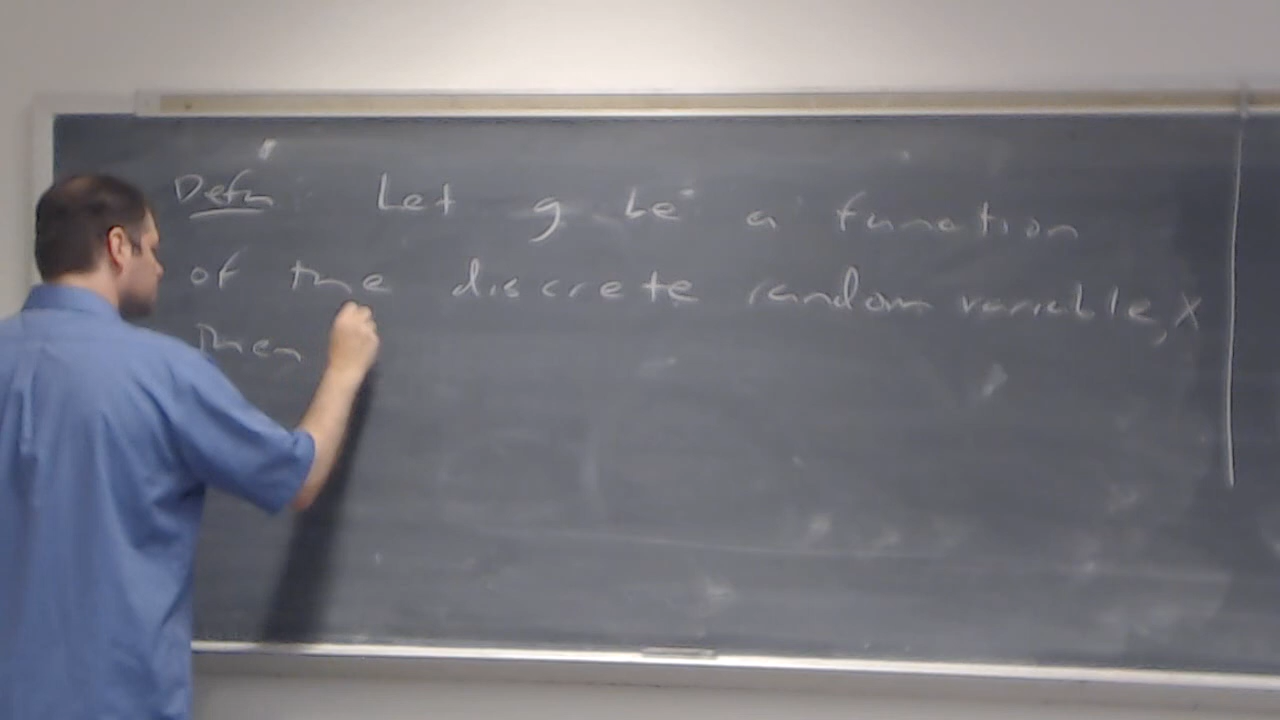 Defn: Let g be a function
of the discrete random variable, X
then